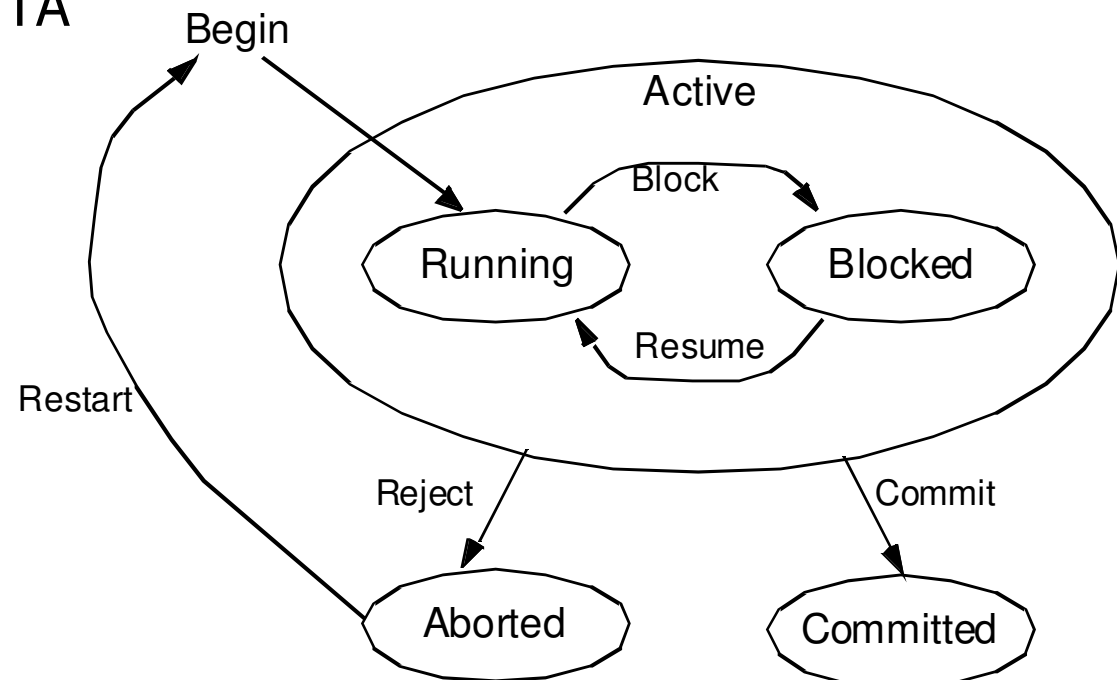 TA
Begin
Active
Block
Running
Blocked
Resume
Restart
Reject
Commit
Aborted
Committed